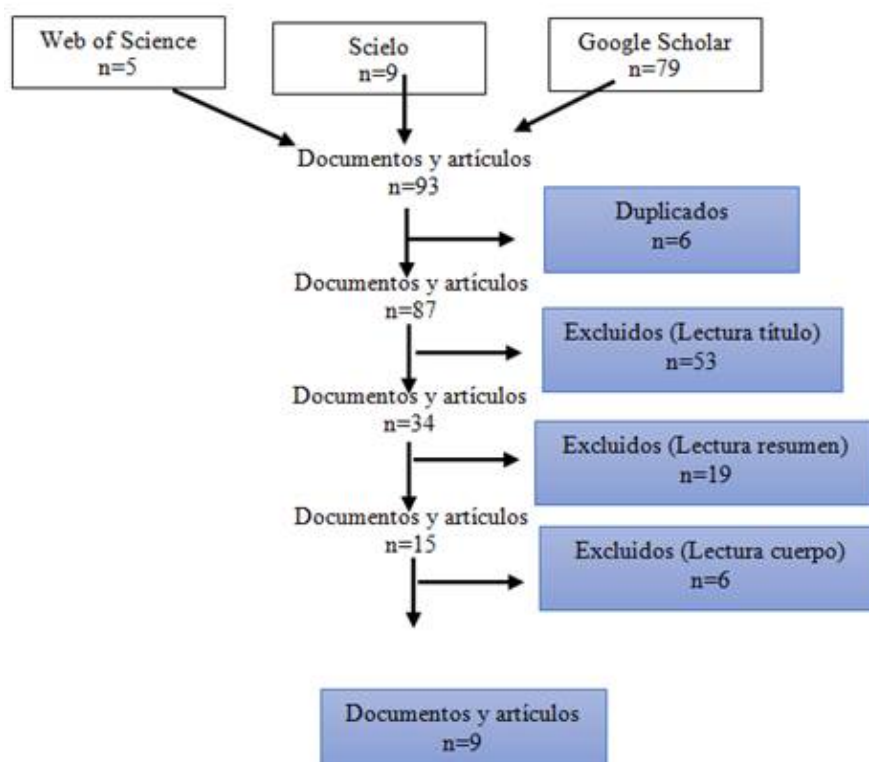 Web of Science
n=5
Scielo
n=9
Google Scholar
n=79
Documentos y artículos
n=93
Duplicados
n=6
Documentos y artículos
n=87
Excluidos (Lectura título)
n=53
Documentos y artículos
n=34
Excluidos (Lectura resumen)
n=19
Documentos y artículos
n=15
Excluidos (Lectura cuerpo)
n=6
Documentos y artículos
n=9